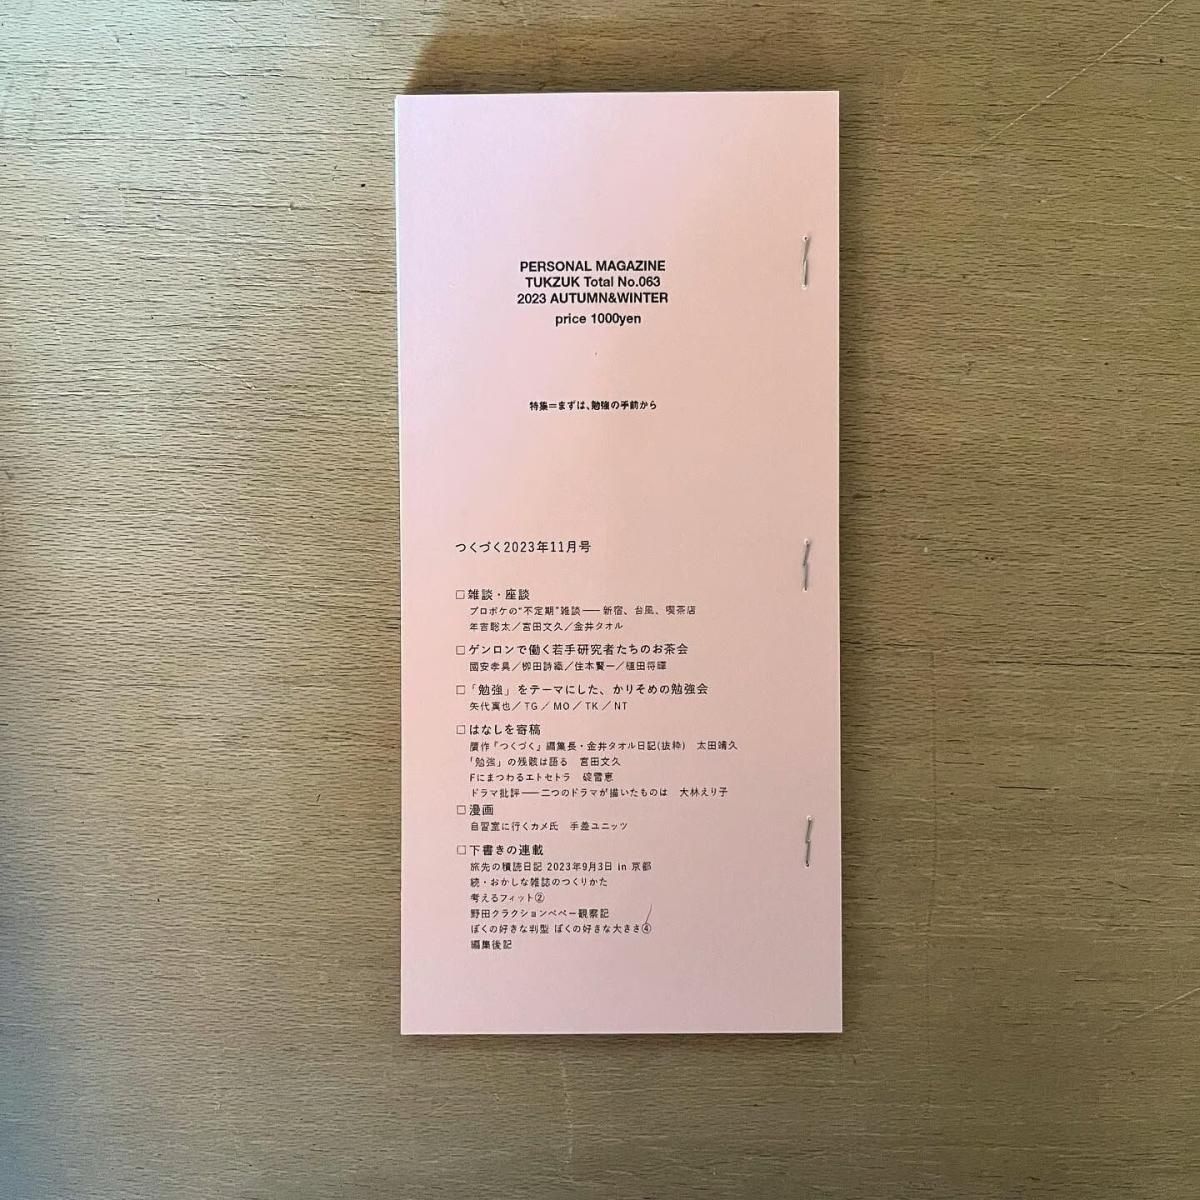 PERSONAL MAGAZINE
TUKZUK Total No.063
2023 AUTUMN&WINTER
price 1000yen
特集＝まずは、勉強の手前から
つくづく2023年11月号
□ 雑談・座談
プロボケの“不定期”雑談──新宿、台風、喫茶店
年吉聡太／宮田文久／金井タオル
□ ゲンロンで働く若手研究者たちのお茶会
國安孝具／栁田詩織／住本賢一／植田将暉
□「勉強」をテーマにした、かりそめの勉強会
矢代真也／TG／MO／TK／NT
□ はなしを寄稿
贋作『つくづく』編集長・金井タオル日記(抜粋)　太田靖久
「勉強」の残骸は語る　宮田文久
Fにまつわるエトセトラ　碇雪恵
ドラマ批評──二つのドラマが描いたものは　大林えり子
□ 漫画
自習室に行くカメ氏　手差ユニッツ
□ 下書きの連載
旅先の積読日記 2023年9月3日 in 京都
続・おかしな雑誌のつくりかた
考えるフィット②
野田クラクションベベー観察記
ぼくの好きな判型 ぼくの好きな大きさ④
編集後記